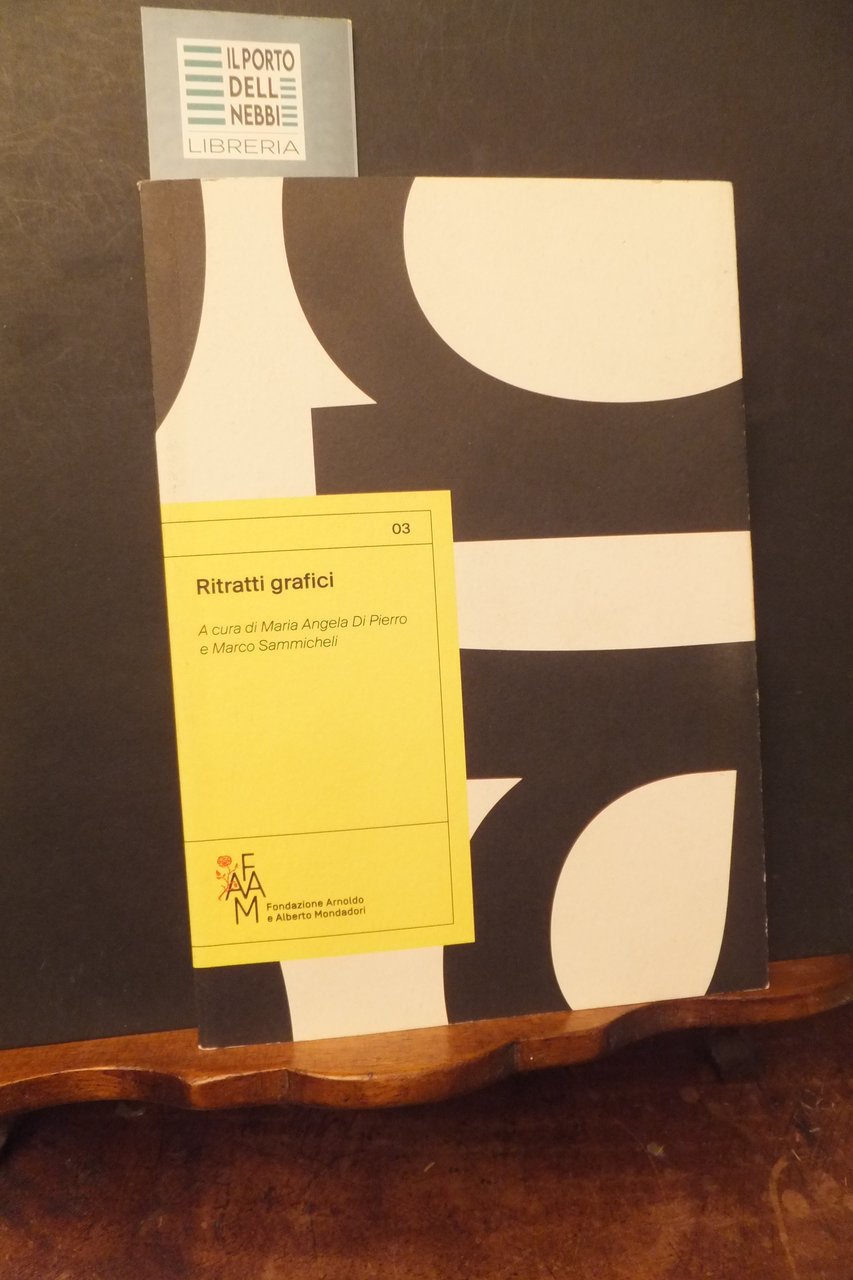 IL PORTO
DELLE
NEBBIE
LIBRERIA
03
Ritratti grafici
A cura di Maria Angela Di Pierro
e Marco Sammicheli
F
AA
M
Fondazione Arnoldo
e Alberto Mondadori